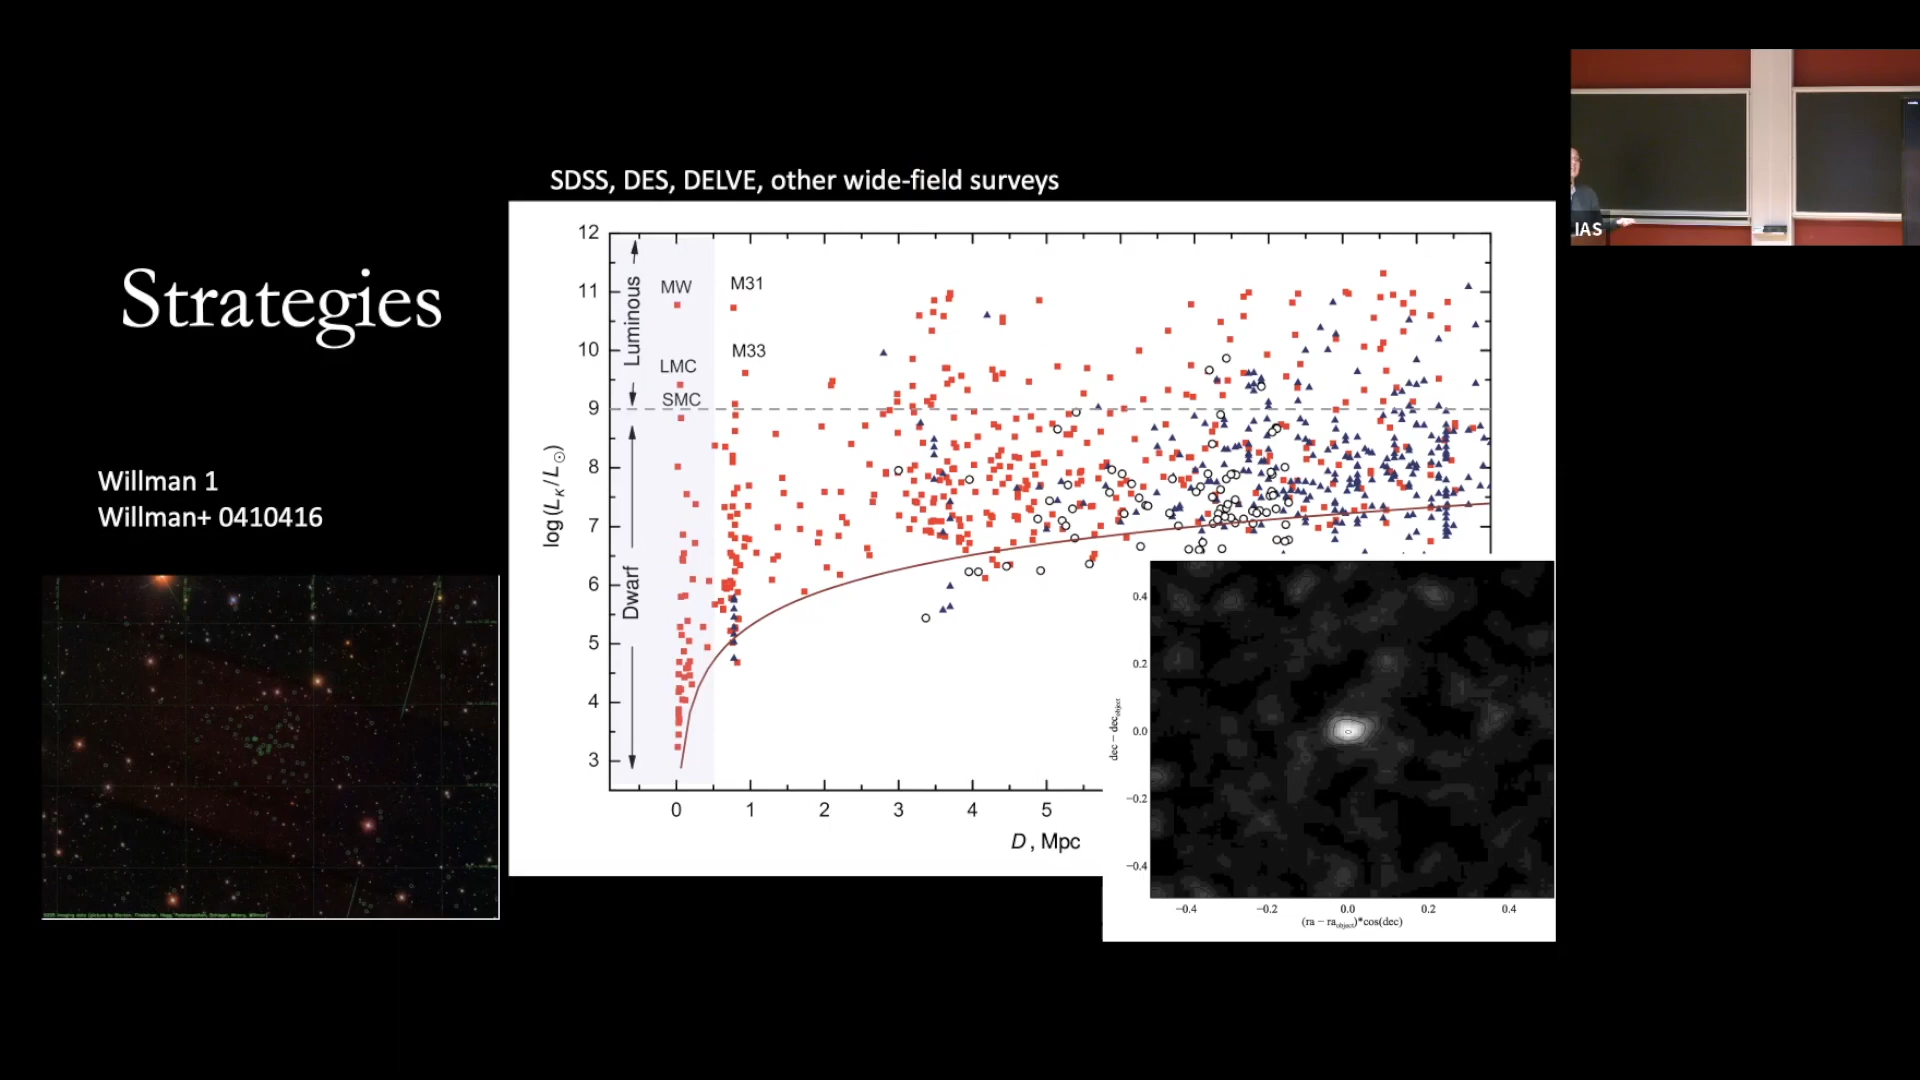 SDSS, DES, DELVE, other wide-field surveys
Strategies
Willman 1
Willman+ 0410416
IAS
12
11
10
9
8
7
6
5
4
3
log (L_K / L_⊙)
Luminous
Dwarf
MW
M31
M33
LMC
SMC
0
1
2
3
4
5
D , Mpc
0.4
0.2
0.0
−0.2
−0.4
dec − dec_object
−0.4
−0.2
0.0
0.2
0.4
(ra − ra_object)*cos(dec)